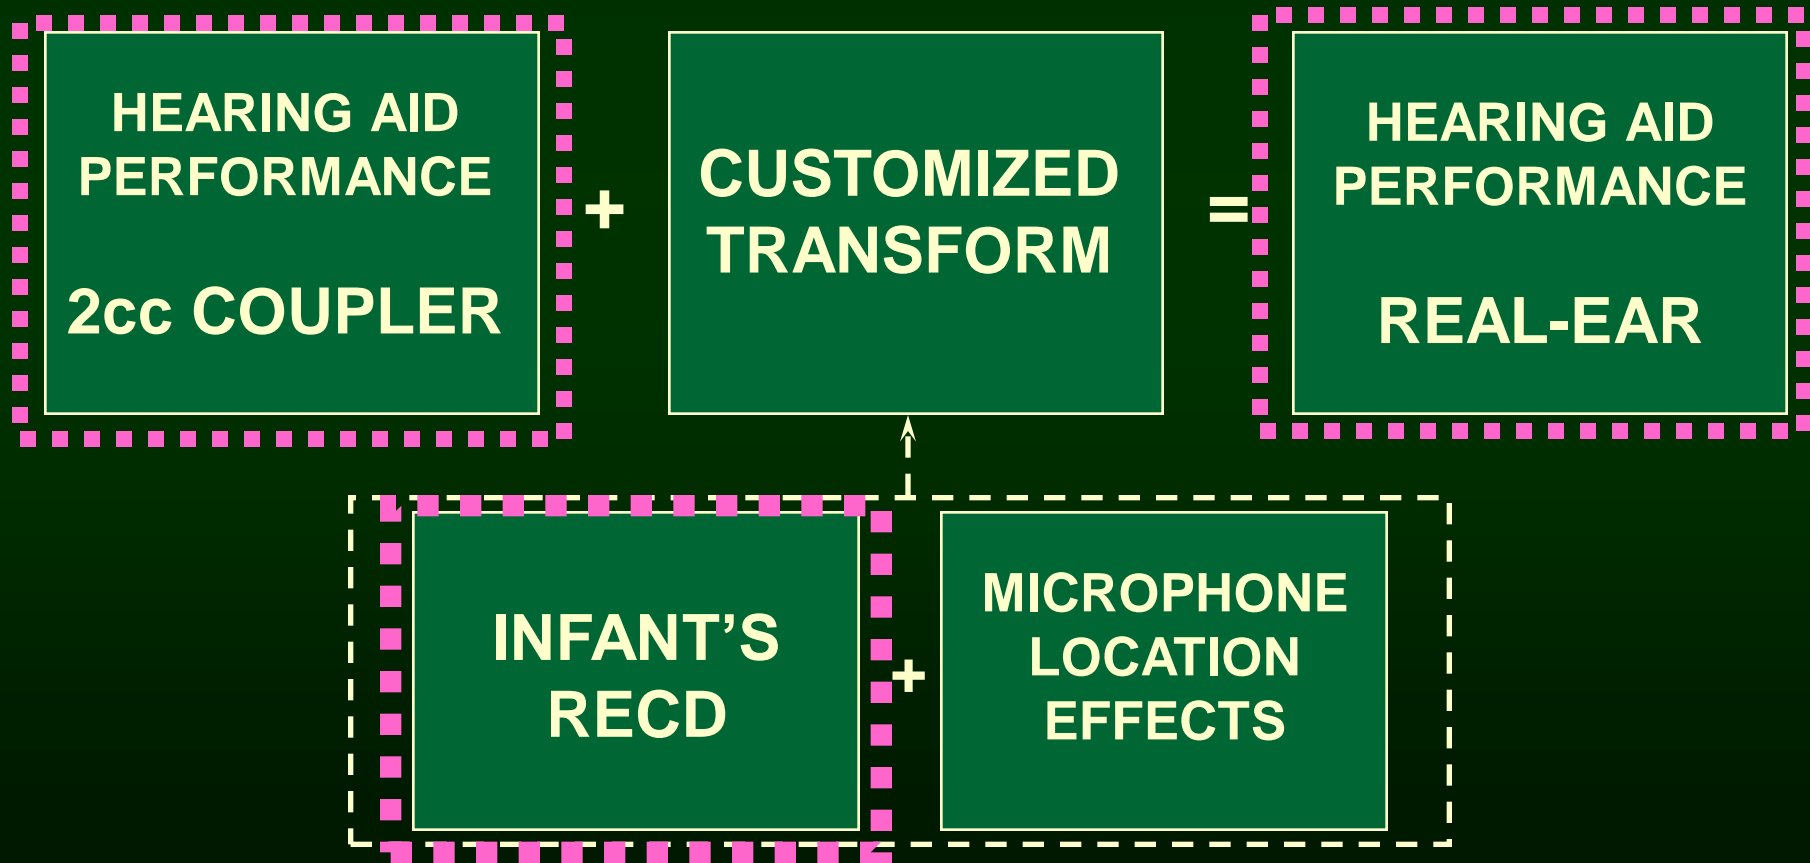 HEARING AID
PERFORMANCE
2cc COUPLER
+
CUSTOMIZED
TRANSFORM
=
HEARING AID
PERFORMANCE
REAL-EAR
INFANT’S
RECD
+
MICROPHONE
LOCATION
EFFECTS